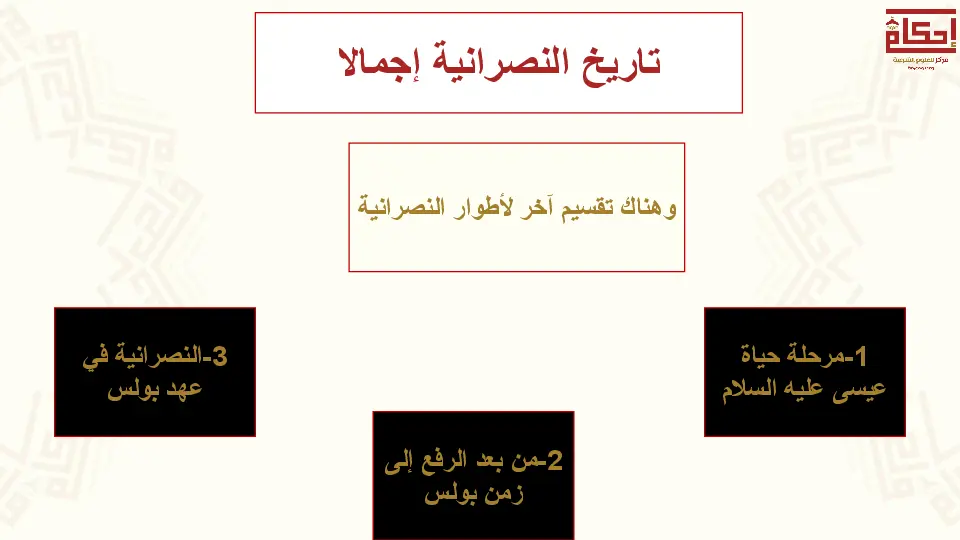 إحكام
مركز للعلوم الشرعية
تاريخ النصرانية إجمالا
وهناك تقسيم آخر لأطوار النصرانية
1-مرحلة حياة
عيسى عليه السلام
2-من بعد الرفع إلى
زمن بولس
3-النصرانية في
عهد بولس